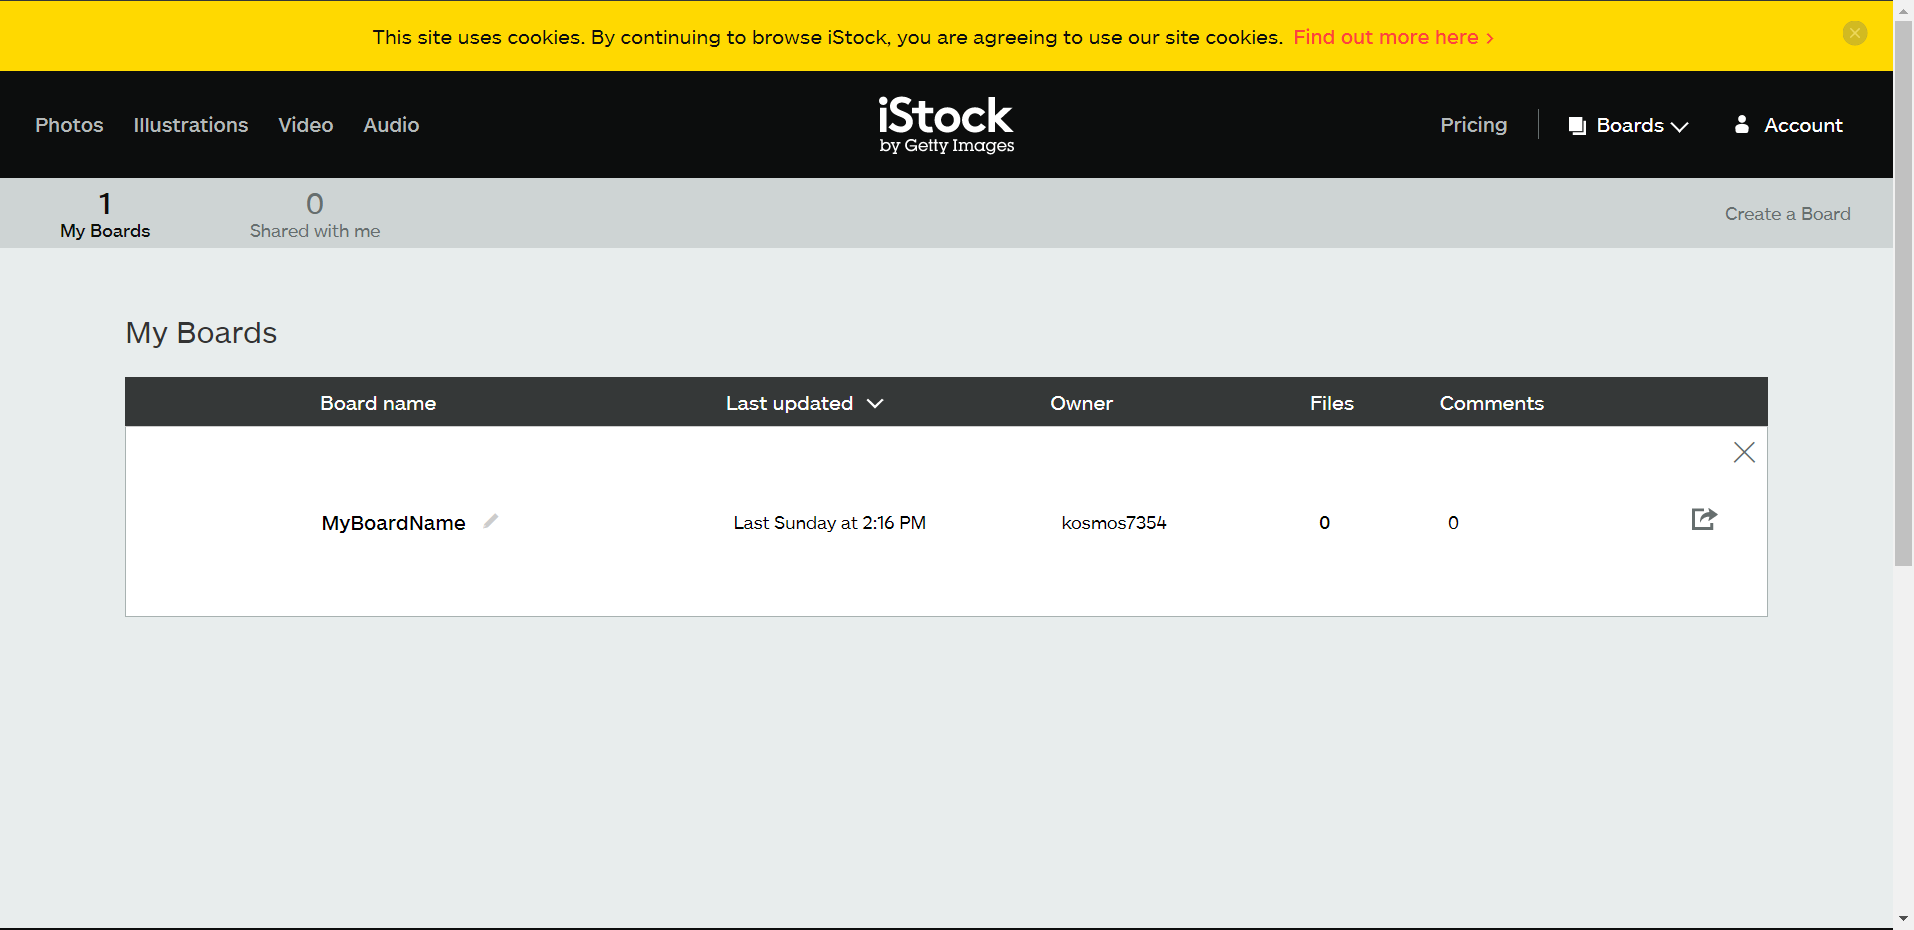 This site uses cookies. By continuing to browse iStock, you are agreeing to use our site cookies. Find out more here >
Photos Illustrations Video Audio
iStock
by Getty Images
Pricing Boards Account
1
My Boards
0
Shared with me
Create a Board
My Boards
Board name Last updated Owner Files Comments
MyBoardName Last Sunday at 2:16 PM kosmos7354 0 0